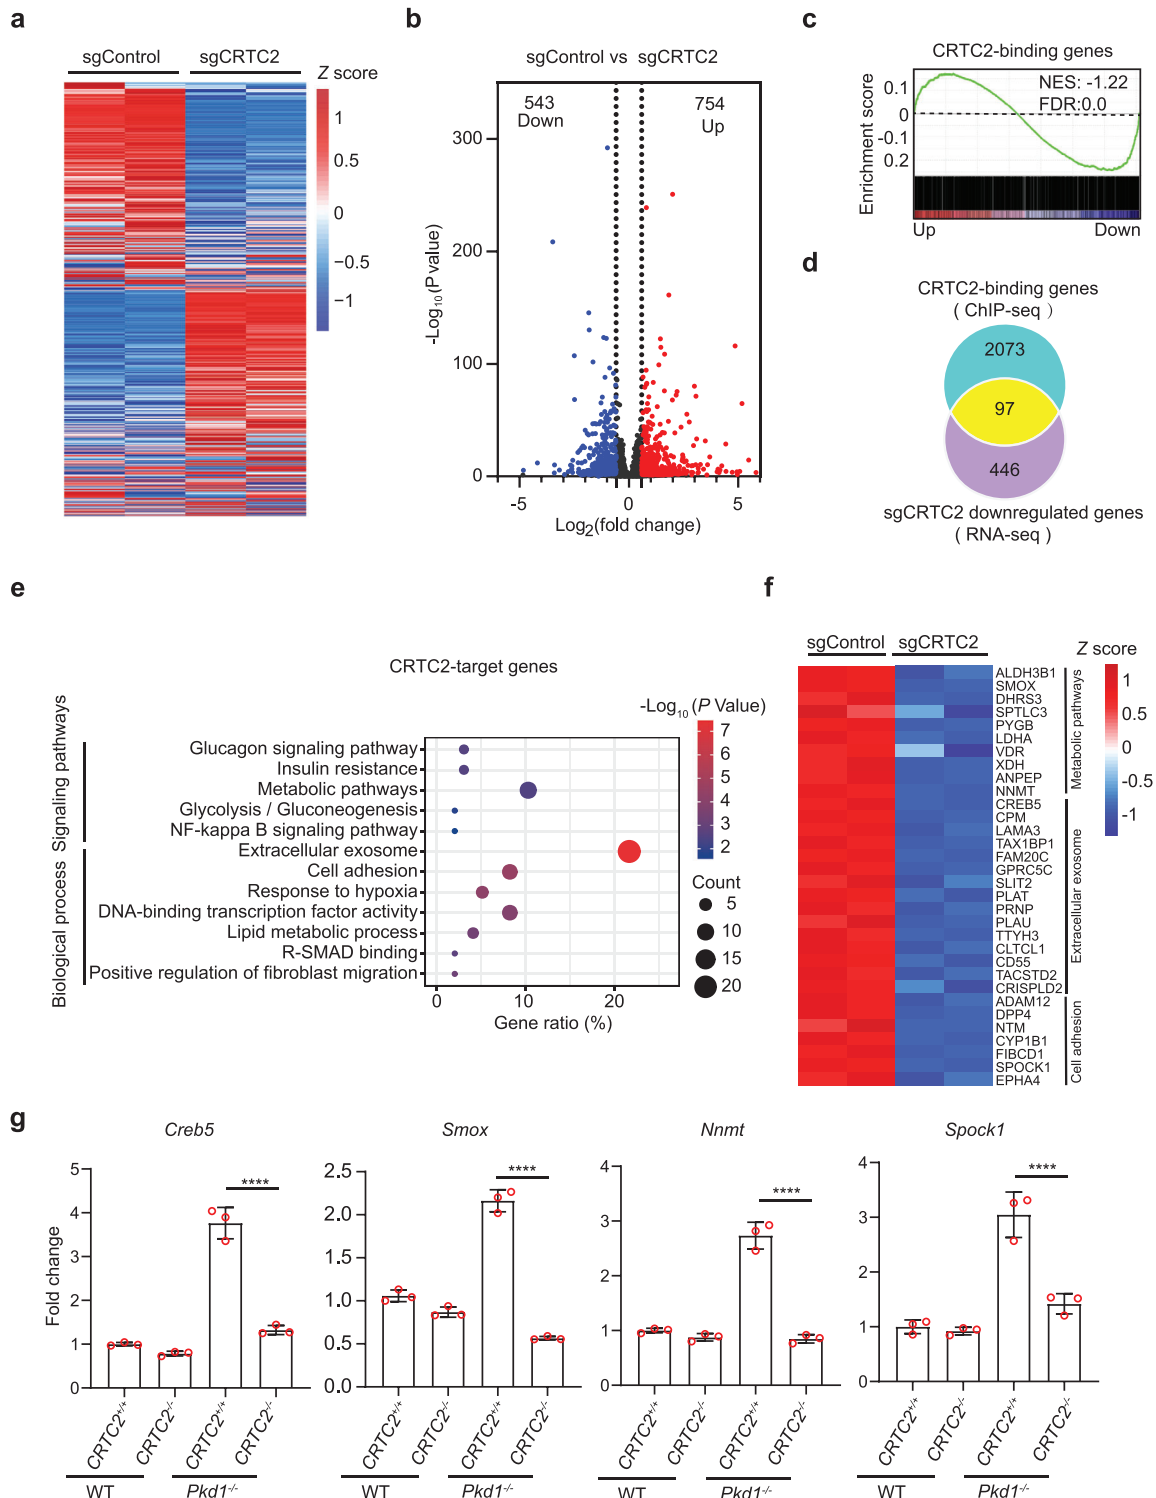 a
sgControl sgCRTC2
Z score
1
0.5
0
−0.5
−1
b
sgControl vs sgCRTC2
543
Down
754
Up
300
200
100
0
-Log10(P value)
-5 0 5
Log2(fold change)
c
CRTC2-binding genes
NES: -1.22
FDR:0.0
0.1
0
-0.1
0.2
Enrichment score
Up Down
d
CRTC2-binding genes
( ChIP-seq )
2073
97
446
sgCRTC2 downregulated genes
( RNA-seq )
e
CRTC2-target genes
Signaling pathways
Glucagon signaling pathway
Insulin resistance
Metabolic pathways
Glycolysis / Gluconeogenesis
NF-kappa B signaling pathway
Biological process
Extracellular exosome
Cell adhesion
Response to hypoxia
DNA-binding transcription factor activity
Lipid metabolic process
R-SMAD binding
Positive regulation of fibroblast migration
0 10 20
Gene ratio (%)
-Log10 (P Value)
7
6
5
4
3
2
Count
5
10
15
20
f
sgControl sgCRTC2
Z score
1
0.5
0
-0.5
-1
ALDH3B1
SMOX
DHRS3
SPTLC3
PYGB
LDHA
VDR
XDH
ANPEP
NNMT
CREB5
CPM
LAMA3
TAX1BP1
FAM20C
GPRC5C
SLIT2
PLAT
PRNP
PLAU
TTYH3
CLTCL1
CD55
TACSTD2
CRISPLD2
ADAM12
DPP4
NTM
CYP1B1
FIBCD1
SPOCK1
EPHA4
Metabolic pathways
Extracellular exosome
Cell adhesion
g
Creb5
Fold change
5
4
3
2
1
0
****
CRTC2+/+ CRTC2-/- CRTC2+/+ CRTC2-/-
WT Pkd1-/-
Smox
2.5
2.0
1.5
1.0
0.5
0.0
****
CRTC2+/+ CRTC2-/- CRTC2+/+ CRTC2-/-
WT Pkd1-/-
Nnmt
4
3
2
1
0
****
CRTC2+/+ CRTC2-/- CRTC2+/+ CRTC2-/-
WT Pkd1-/-
Spock1
4
3
2
1
0
****
CRTC2+/+ CRTC2-/- CRTC2+/+ CRTC2-/-
WT Pkd1-/-